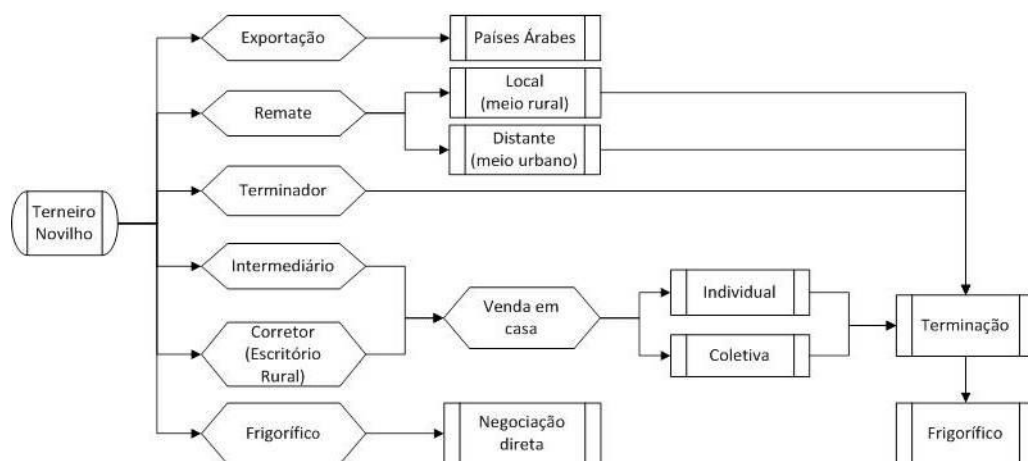 Exportação
Países Árabes
Remate
Local
(meio rural)
Distante
(meio urbano)
Terminador
Terneiro
Novilho
Intermediário
Venda em
casa
Individual
Coletiva
Terminação
Corretor
(Escritório
Rural)
Frigorífico
Negociação
direta
Frigorífico